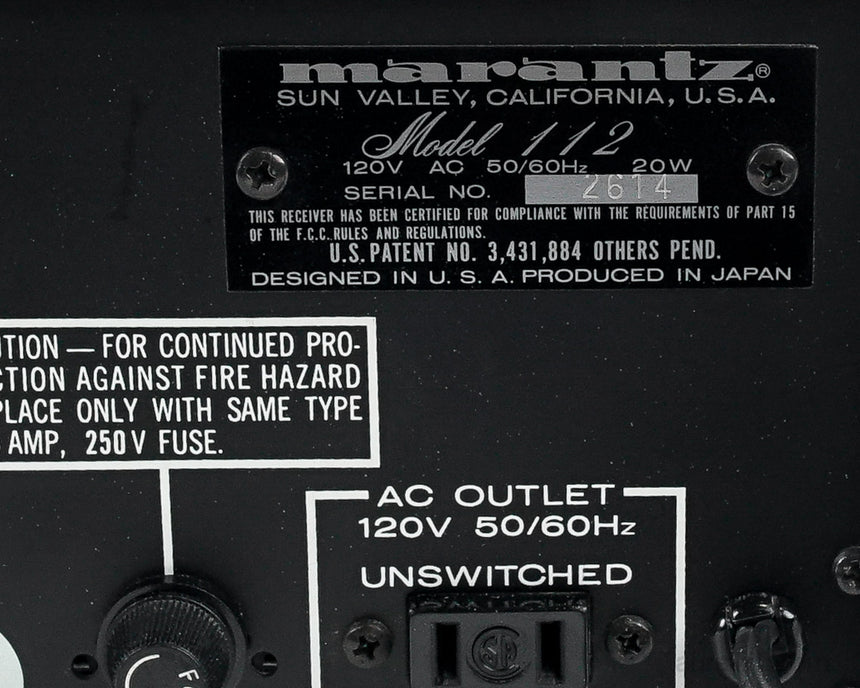 marantz®
SUN VALLEY, CALIFORNIA, U.S.A.
Model 112
120V AC 50/60Hz 20W
SERIAL NO. 2614
THIS RECEIVER HAS BEEN CERTIFIED FOR COMPLIANCE WITH THE REQUIREMENTS OF PART 15
OF THE F.C.C. RULES AND REGULATIONS.
U.S. PATENT NO. 3,431,884 OTHERS PEND.
DESIGNED IN U. S. A. PRODUCED IN JAPAN
— FOR CONTINUED PRO-
AGAINST FIRE HAZARD
ONLY WITH SAME TYPE
AMP, 250V FUSE.
AC OUTLET
120V 50/60Hz
UNSWITCHED